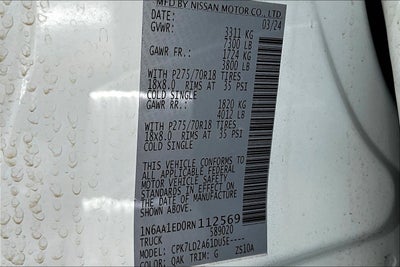 MFD BY NISSAN MOTOR CO., LTD
DATE: 03/24
GVWR: 3311 KG
7300 LB
GAWR FR.: 1724 KG
3800 LB
WITH P275/70R18 TIRES
18X8.0 RIMS AT 35 PSI
COLD SINGLE
GAWR RR.: 1820 KG
4012 LB
WITH P275/70R18 TIRES
18X8.0 RIMS AT 35 PSI
COLD SINGLE
THIS VEHICLE CONFORMS TO
ALL APPLICABLE FEDERAL
MOTOR VEHICLE SAFETY
STANDARDS IN EFFECT ON
THE DATE OF MANUFACTURE
SHOWN ABOVE.
1N6AA1ED0RN112569
TRUCK 589020
MODEL: CPK7LD2A61DUSE----
COLOR: QAK TRIM: G ZS10A